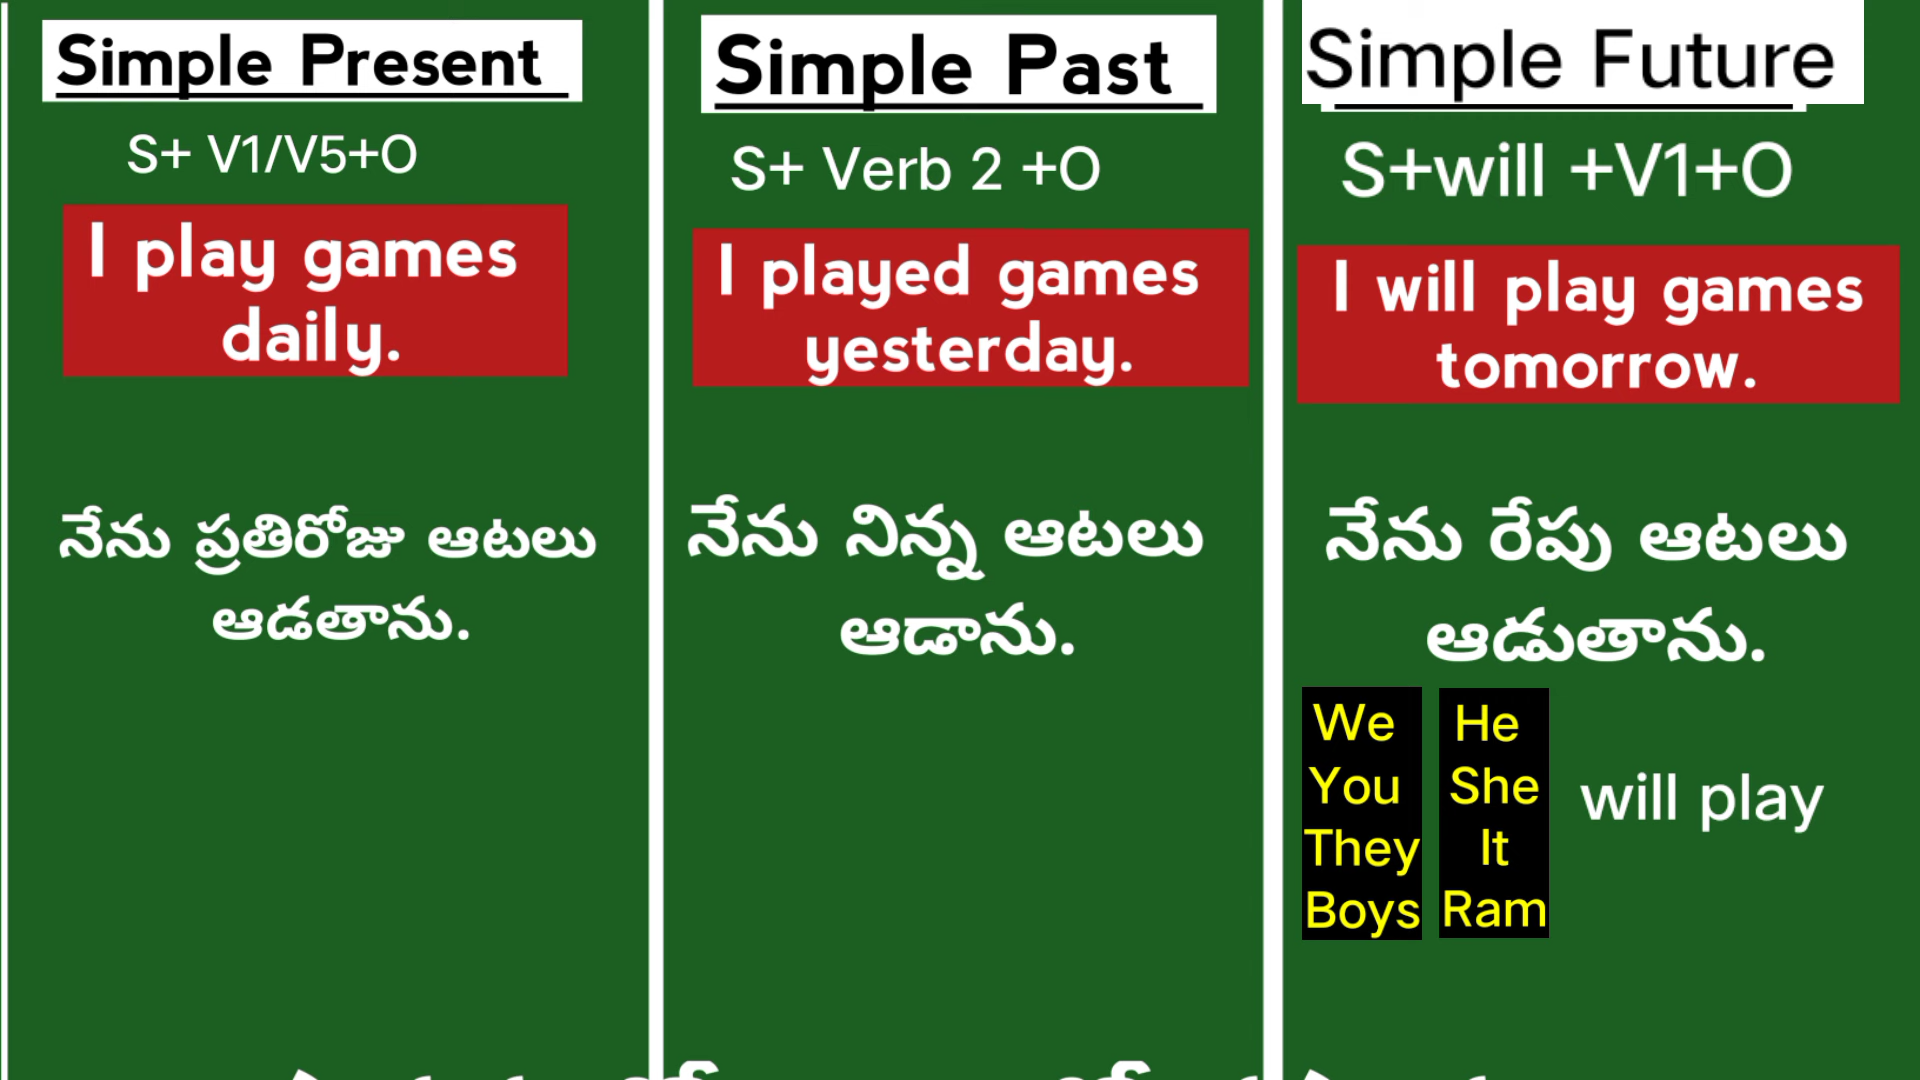 Simple Present
S+ V1/V5+O
I play games
daily.
నేను ప్రతిరోజు ఆటలు
ఆడతాను.
Simple Past
S+ Verb 2 +O
I played games
yesterday.
నేను నిన్న ఆటలు
ఆడాను.
Simple Future
S+will +V1+O
I will play games
tomorrow.
నేను రేపు ఆటలు
ఆడుతాను.
We
You
They
Boys
He
She
It
Ram
will play